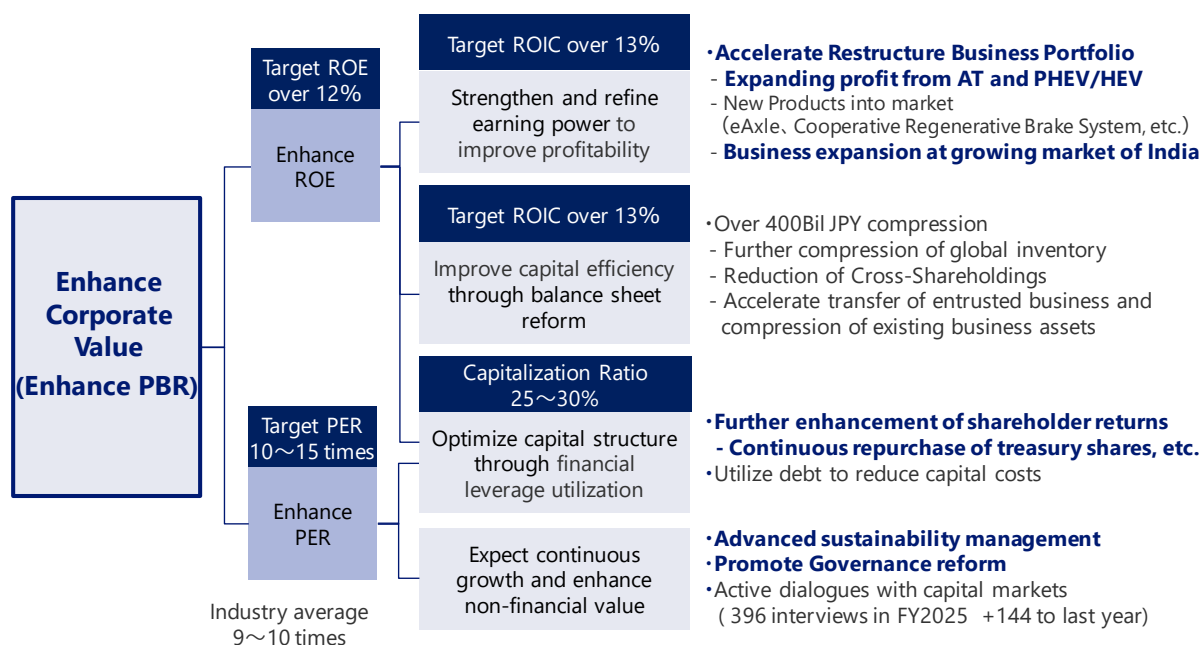 Enhance
Corporate
Value
(Enhance PBR)
Target ROE
over 12%
Enhance
ROE
Target PER
10～15 times
Enhance
PER
Industry average
9～10 times
Target ROIC over 13%
Strengthen and refine
earning power to
improve profitability
Target ROIC over 13%
Improve capital efficiency
through balance sheet
reform
Capitalization Ratio
25～30%
Optimize capital structure
through financial
leverage utilization
Expect continuous
growth and enhance
non-financial value
・Accelerate Restructure Business Portfolio
- Expanding profit from AT and PHEV/HEV
- New Products into market
（eAxle、Cooperative Regenerative Brake System, etc.)
- Business expansion at growing market of India
・Over 400Bil JPY compression
- Further compression of global inventory
- Reduction of Cross-Shareholdings
- Accelerate transfer of entrusted business and
compression of existing business assets
・Further enhancement of shareholder returns
- Continuous repurchase of treasury shares, etc.
・Utilize debt to reduce capital costs
・Advanced sustainability management
・Promote Governance reform
・Active dialogues with capital markets
( 396 interviews in FY2025 +144 to last year)